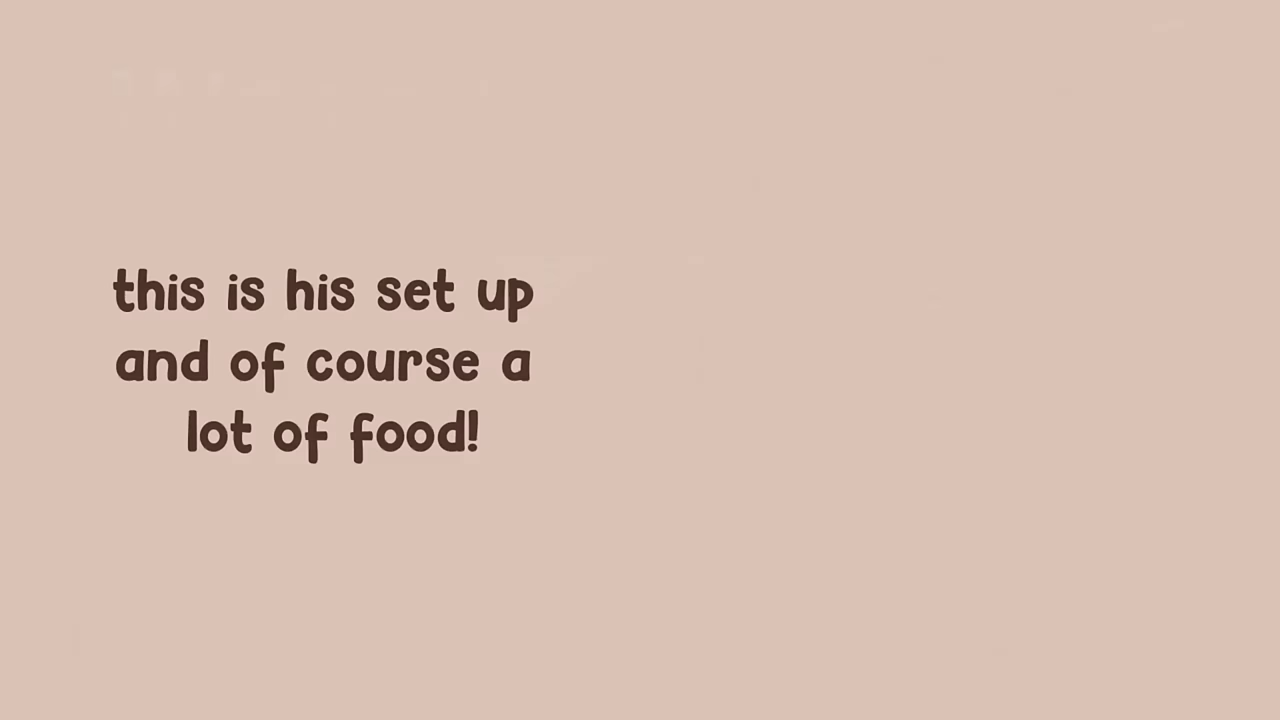 this is his set up
and of course a
lot of food!